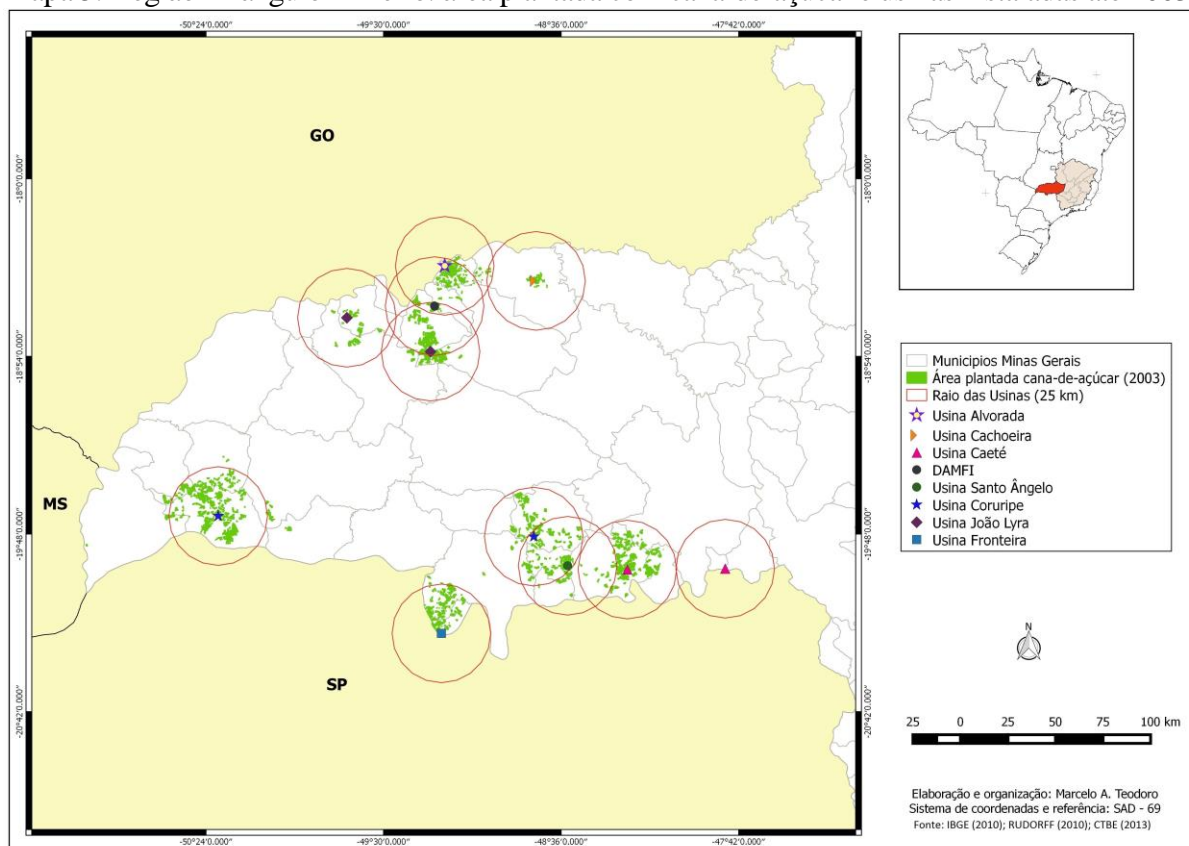 -50°24'0.000" -49°30'0.000" -48°36'0.000" -47°42'0.000"
-18°0'0.000" -18°0'0.000"
-18°54'0.000" -18°54'0.000"
-19°48'0.000" -19°48'0.000"
-20°42'0.000" -20°42'0.000"
GO
MS
SP
-50°24'0.000" -49°30'0.000" -48°36'0.000" -47°42'0.000"
Municipios Minas Gerais
Área plantada cana-de-açúcar (2003)
Raio das Usinas (25 km)
Usina Alvorada
Usina Cachoeira
Usina Caeté
DAMFI
Usina Santo Ângelo
Usina Coruripe
Usina João Lyra
Usina Fronteira
N
25 0 25 50 75 100 km
Elaboração e organização: Marcelo A. Teodoro
Sistema de coordenadas e referência: SAD - 69
Fonte: IBGE (2010); RUDORFF (2010); CTBE (2013)